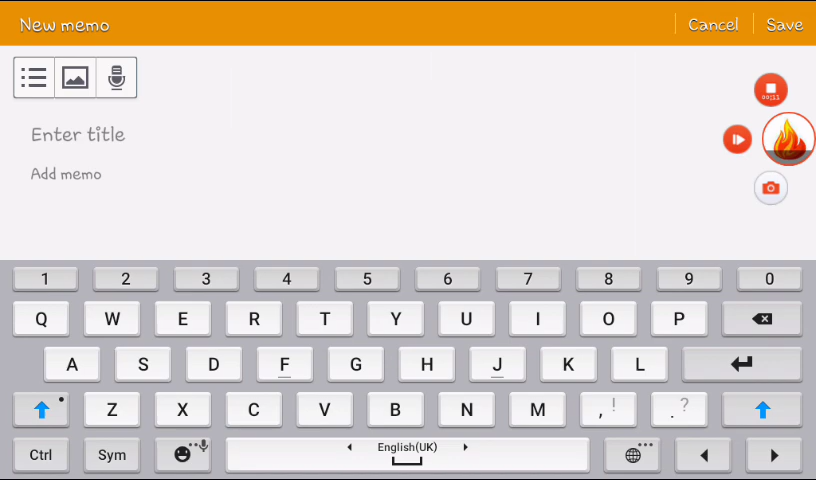 New memo Cancel Save
00:11
Enter title
Add memo
1 2 3 4 5 6 7 8 9 0
Q W E R T Y U I O P
A S D F G H J K L
Z X C V B N M , ! . ?
Ctrl Sym English(UK)